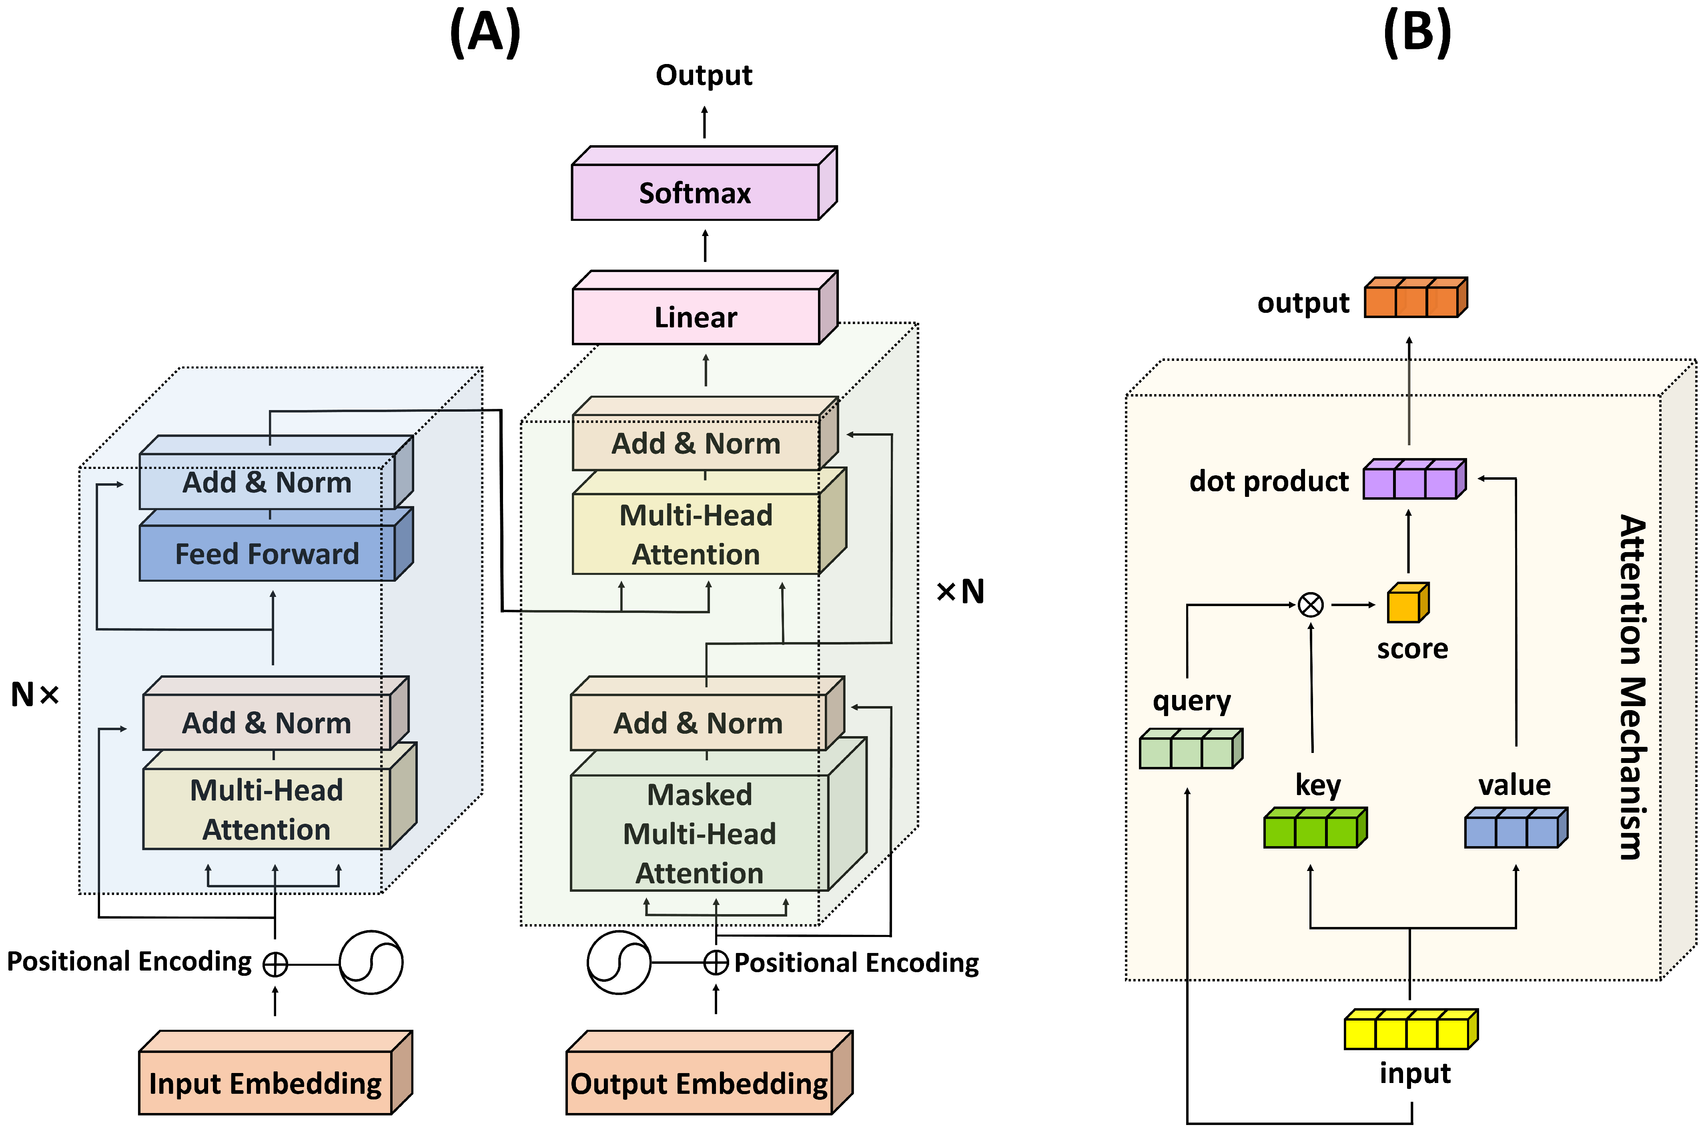 (A)
Output
Softmax
Linear
Add & Norm
Multi-Head
Attention
×N
Add & Norm
Masked
Multi-Head
Attention
Positional Encoding
Output Embedding
Add & Norm
Feed Forward
N×
Add & Norm
Multi-Head
Attention
Positional Encoding
Input Embedding
(B)
output
dot product
score
query
key
value
Attention Mechanism
input